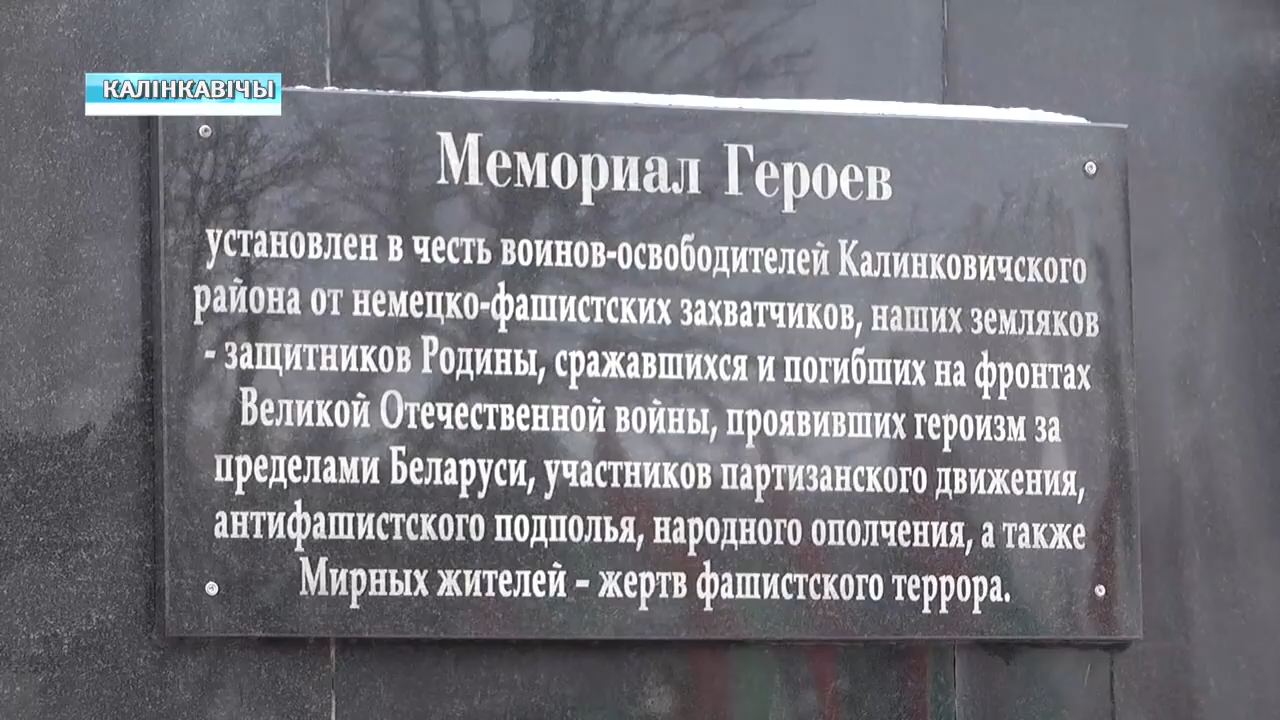 КАЛІНКАВІЧЫ
Мемориал Героев
установлен в честь воинов-освободителей Калинковичского
района от немецко-фашистских захватчиков, наших земляков
- защитников Родины, сражавшихся и погибших на фронтах
Великой Отечественной войны, проявивших героизм за
пределами Беларуси, участников партизанского движения,
антифашистского подполья, народного ополчения, а также
Мирных жителей – жертв фашистского террора.